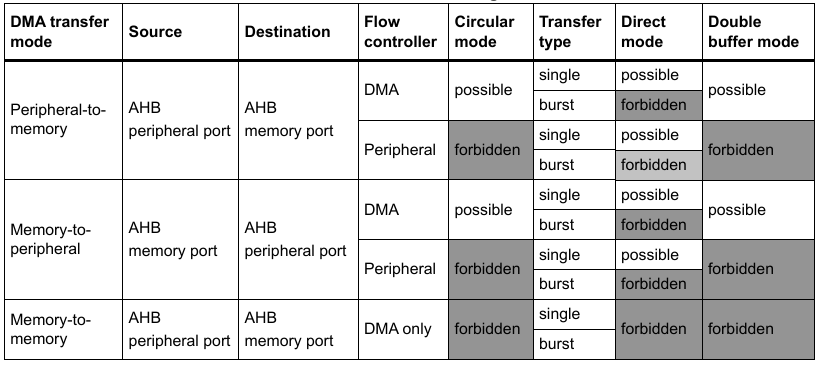 DMA transfer mode | Source | Destination | Flow controller | Circular mode | Transfer type | Direct mode | Double buffer mode
Peripheral-to-memory | AHB peripheral port | AHB memory port | DMA | possible | single | possible | possible
burst | forbidden
Peripheral | forbidden | single | possible | forbidden
burst | forbidden
Memory-to-peripheral | AHB memory port | AHB peripheral port | DMA | possible | single | possible | possible
burst | forbidden
Peripheral | forbidden | single | possible | forbidden
burst | forbidden
Memory-to-memory | AHB peripheral port | AHB memory port | DMA only | forbidden | single | forbidden | forbidden
burst